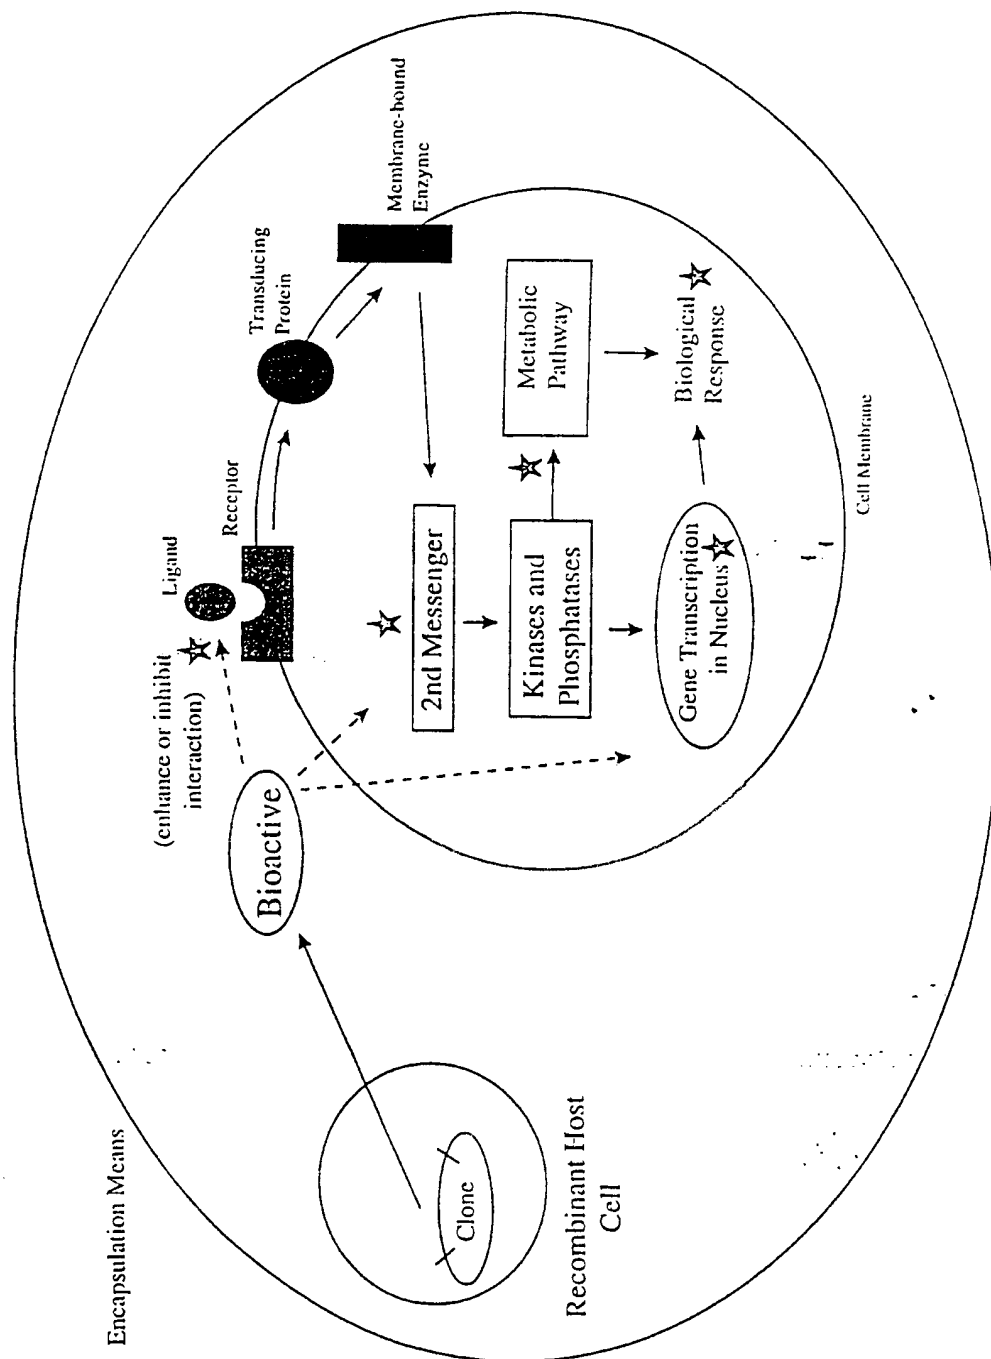 Encapsulation Means
(enhance or inhibit
interaction)
Ligand
Receptor
Transducing
Protein
Membrane-bound
Enzyme
Bioactive
2nd Messenger
Kinases and
Phosphatases
Metabolic
Pathway
Gene Transcription
in Nucleus
Biological
Response
Cell Membrane
Clone
Recombinant Host
Cell